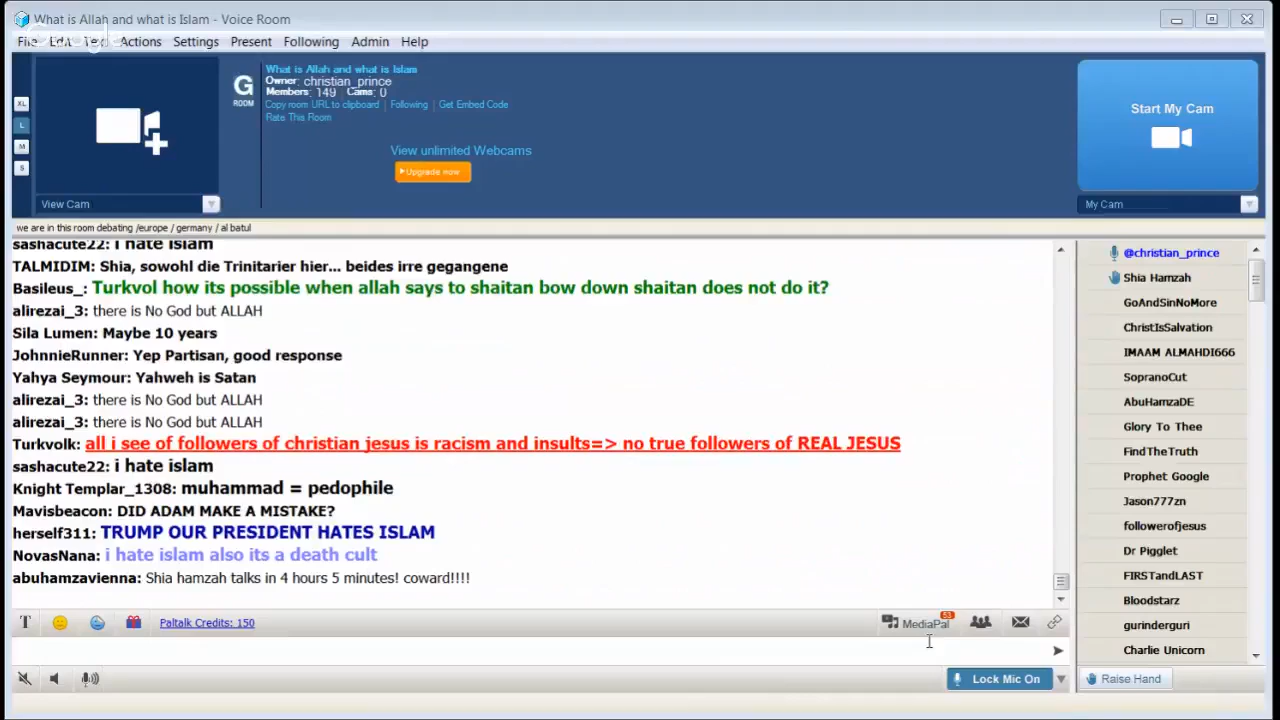 What is Allah and what is Islam - Voice Room
Google
File Edit Text Actions Settings Present Following Admin Help
What is Allah and what is Islam
G
ROOM
Owner: christian_prince
Members: 149 Cams: 0
Copy room URL to clipboard | Following | Get Embed Code
Rate This Room
View unlimited Webcams
Upgrade now
Start My Cam
XL
L
M
S
View Cam
My Cam
we are in this room debating /europe / germany / al batul
sashacute22: i hate islam
TALMIDIM: Shia, sowohl die Trinitarier hier... beides irre gegangene
Basileus_: Turkvol how its possible when allah says to shaitan bow down shaitan does not do it?
alirezai_3: there is No God but ALLAH
Sila Lumen: Maybe 10 years
JohnnieRunner: Yep Partisan, good response
Yahya Seymour: Yahweh is Satan
alirezai_3: there is No God but ALLAH
alirezai_3: there is No God but ALLAH
Turkvolk: all i see of followers of christian jesus is racism and insults=> no true followers of REAL JESUS
sashacute22: i hate islam
Knight Templar_1308: muhammad = pedophile
Mavisbeacon: DID ADAM MAKE A MISTAKE?
herself311: TRUMP OUR PRESIDENT HATES ISLAM
NovasNana: i hate islam also its a death cult
abuhamzavienna: Shia hamzah talks in 4 hours 5 minutes! coward!!!!
@christian_prince
Shia Hamzah
GoAndSinNoMore
ChristIsSalvation
IMAAM ALMAHDI666
SopranoCut
AbuHamzaDE
Glory To Thee
FindTheTruth
Prophet Google
Jason777zn
followerofjesus
Dr Pigglet
FIRSTandLAST
Bloodstarz
gurinderguri
Charlie Unicorn
T
Paltalk Credits: 150
MediaPal
53
Lock Mic On
Raise Hand